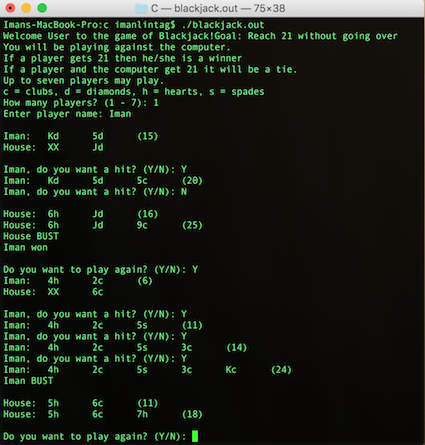 C — blackjack.out — 75×38
Imans-MacBook-Pro:c imanlintag$ ./blackjack.out
Welcome User to the game of Blackjack!Goal: Reach 21 without going over
You will be playing against the computer.
If a player gets 21 then he/she is a winner
If a player and the computer get 21 it will be a tie.
Up to seven players may play.
c = clubs, d = diamonds, h = hearts, s = spades
How many players? (1 - 7): 1
Enter player name: Iman
Iman: Kd 5d (15)
House: XX Jd
Iman, do you want a hit? (Y/N): Y
Iman: Kd 5d 5c (20)
Iman, do you want a hit? (Y/N): N
House: 6h Jd (16)
House: 6h Jd 9c (25)
House BUST
Iman won
Do you want to play again? (Y/N): Y
Iman: 4h 2c (6)
House: XX 6c
Iman, do you want a hit? (Y/N): Y
Iman: 4h 2c 5s (11)
Iman, do you want a hit? (Y/N): Y
Iman: 4h 2c 5s 3c (14)
Iman, do you want a hit? (Y/N): Y
Iman: 4h 2c 5s 3c Kc (24)
Iman BUST
House: 5h 6c (11)
House: 5h 6c 7h (18)
Do you want to play again? (Y/N):